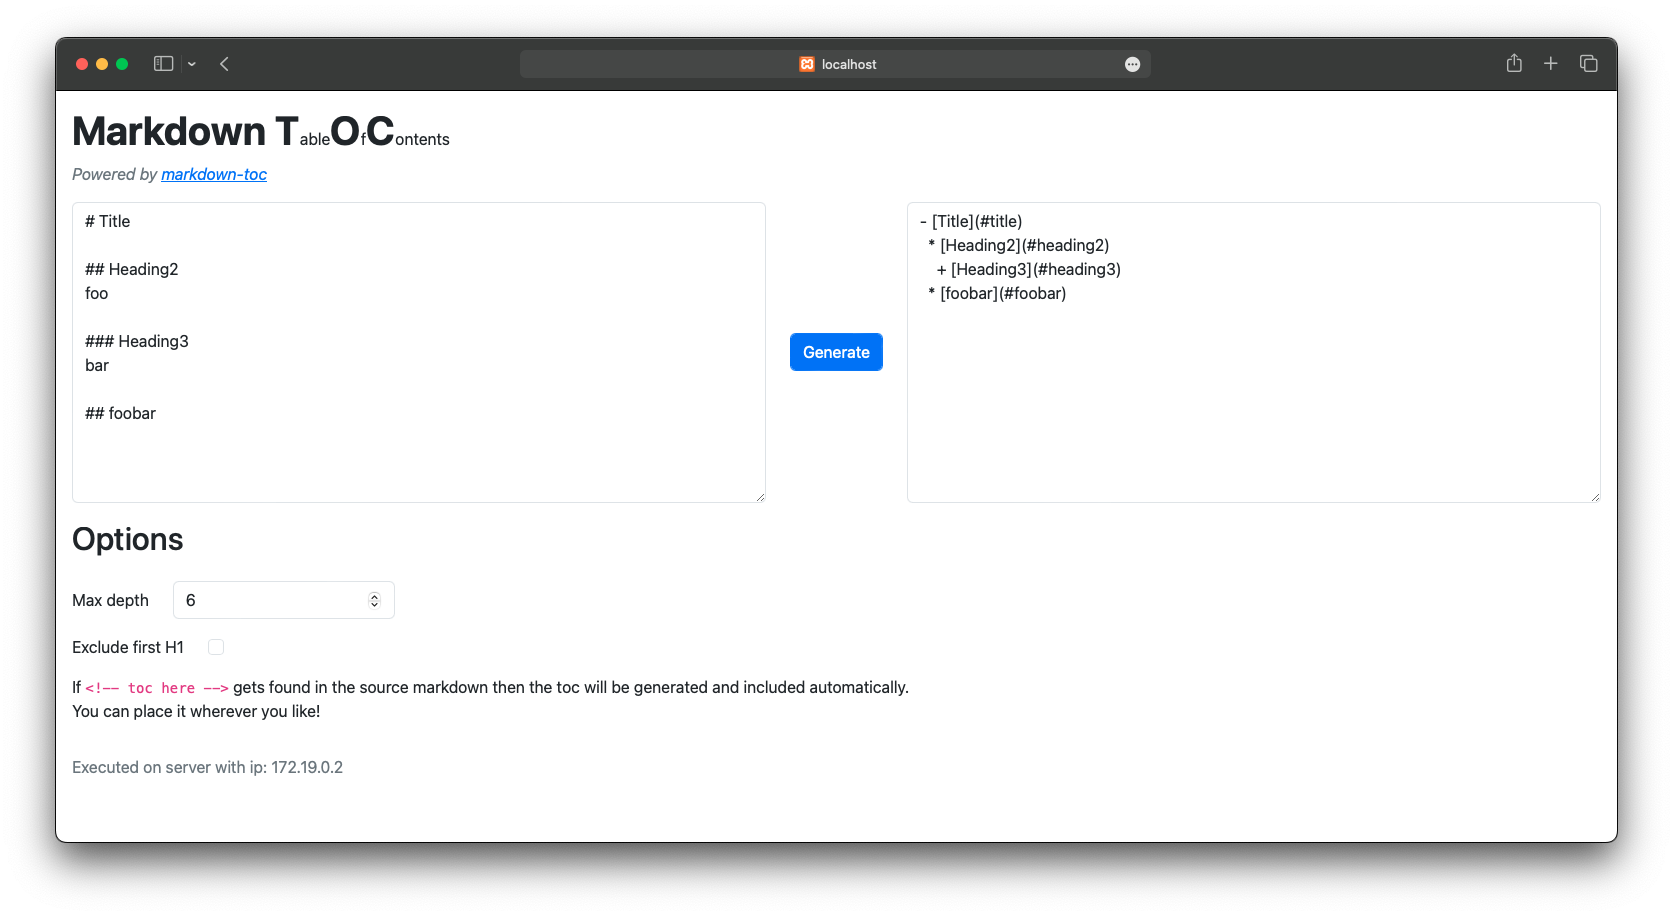 localhost
Markdown TableOfContents
Powered by markdown-toc
# Title
## Heading2
foo
### Heading3
bar
## foobar
Generate
- [Title](#title)
* [Heading2](#heading2)
+ [Heading3](#heading3)
* [foobar](#foobar)
Options
Max depth 6
Exclude first H1
If <!-- toc here --> gets found in the source markdown then the toc will be generated and included automatically.
You can place it wherever you like!
Executed on server with ip: 172.19.0.2